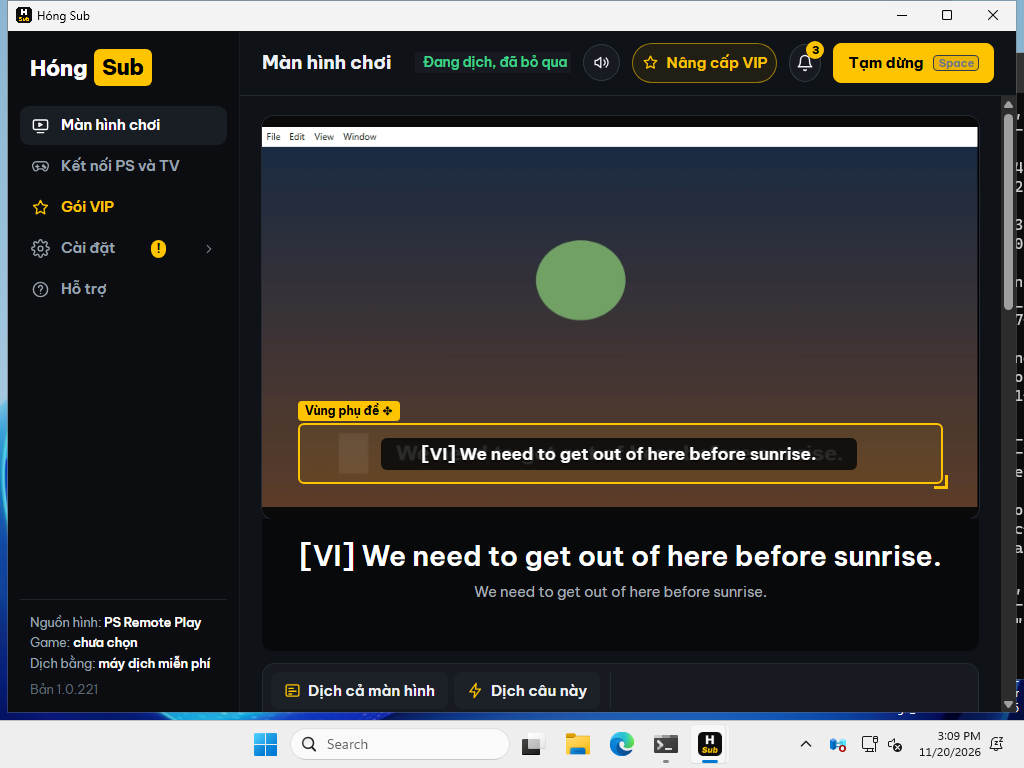 Hóng Sub
Hóng Sub
Màn hình chơi
Đang dịch, đã bỏ qua
Nâng cấp VIP
3
Tạm dừng Space
Màn hình chơi
Kết nối PS và TV
Gói VIP
Cài đặt !
Hỗ trợ
File Edit View Window
Vùng phụ đề
[VI] We need to get out of here before sunrise.
[VI] We need to get out of here before sunrise.
We need to get out of here before sunrise.
Nguồn hình: PS Remote Play
Game: chưa chọn
Dịch bằng: máy dịch miễn phí
Bản 1.0.221
Dịch cả màn hình
Dịch câu này
Search
H
Sub
3:09 PM
11/20/2026